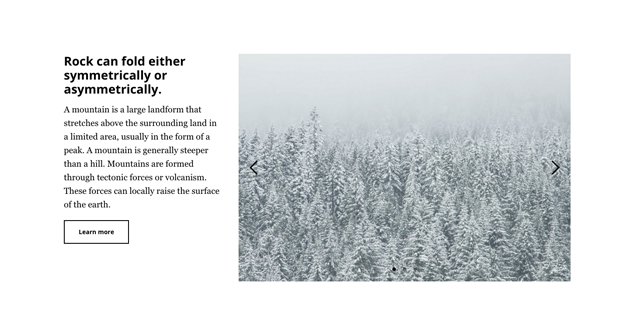 Rock can fold either
symmetrically or
asymmetrically.
A mountain is a large landform that
stretches above the surrounding land in
a limited area, usually in the form of a
peak. A mountain is generally steeper
than a hill. Mountains are formed
through tectonic forces or volcanism.
These forces can locally raise the surface
of the earth.
Learn more